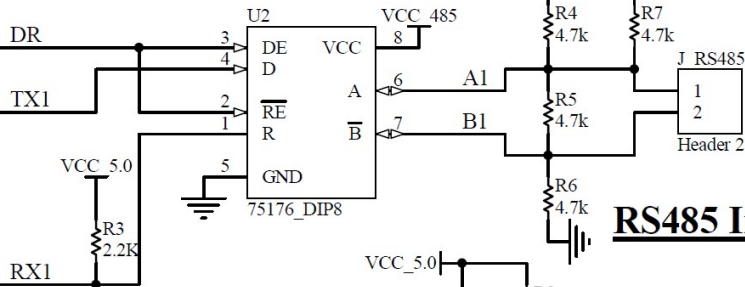 U2
VCC_485
R4
4.7k
R7
4.7k
DR
3
DE
VCC
8
J_RS485
4
D
A
6
A1
1
TX1
2
RE
R5
4.7k
2
1
R
B
7
B1
Header 2
VCC_5.0
5
GND
R6
4.7k
75176_DIP8
RS485 I
R3
2.2K
VCC_5.0
RX1